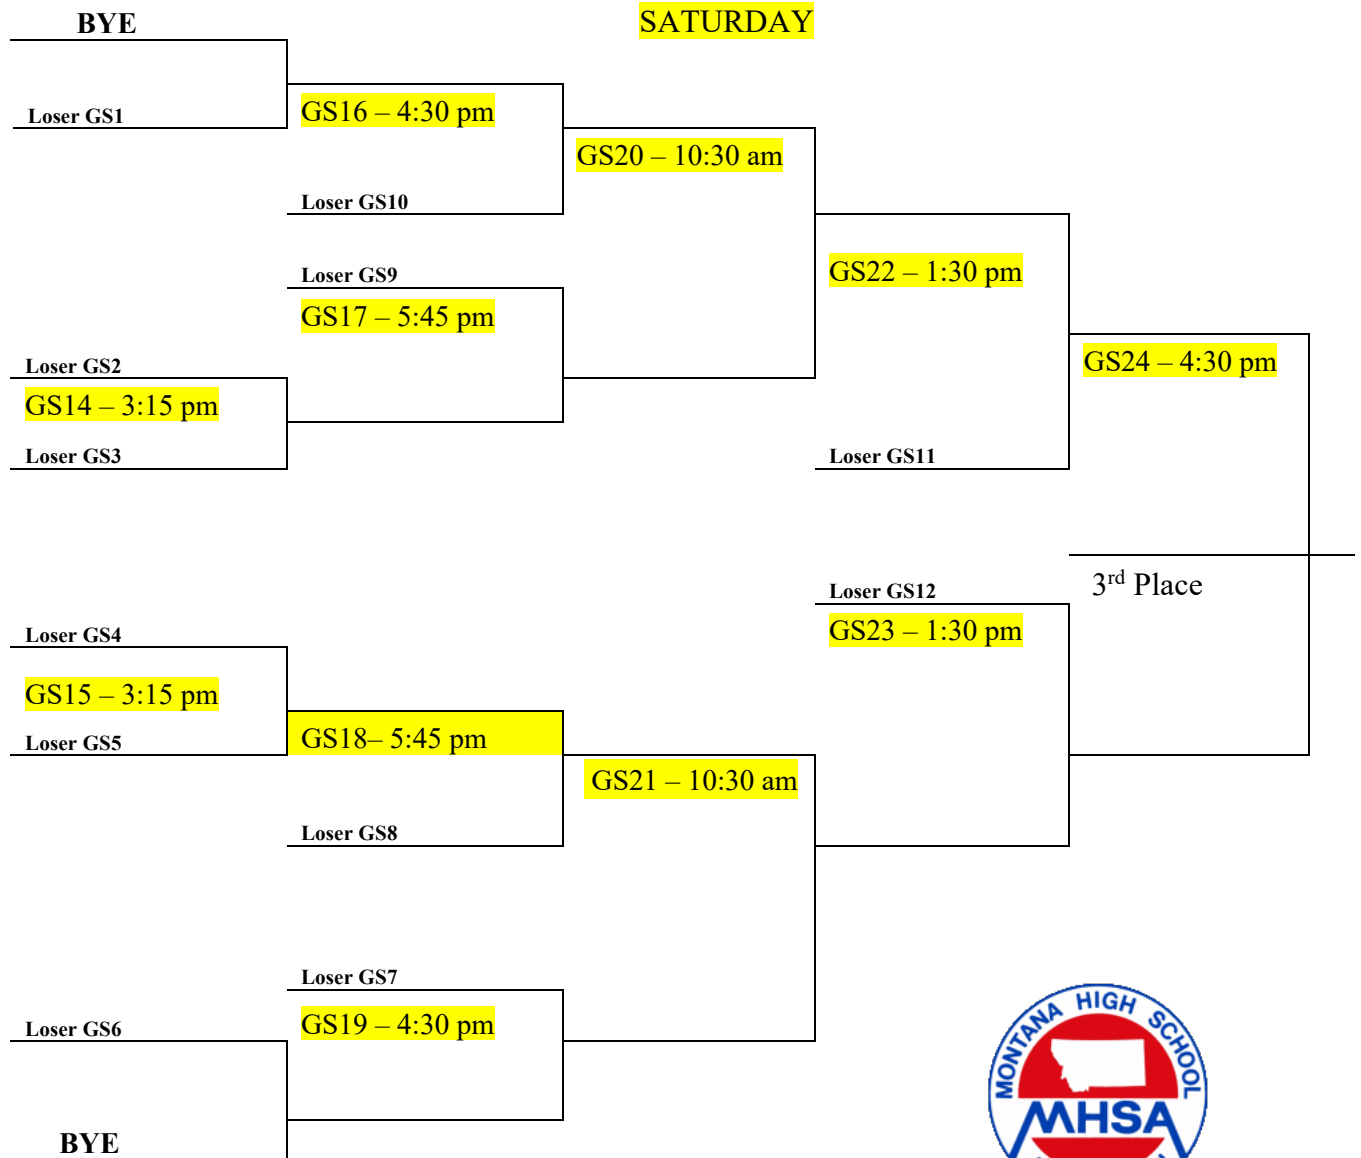 BYE
SATURDAY
Loser GS1
GS16 – 4:30 pm
GS20 – 10:30 am
Loser GS10
Loser GS9
GS22 – 1:30 pm
GS17 – 5:45 pm
Loser GS2
GS24 – 4:30 pm
GS14 – 3:15 pm
Loser GS3
Loser GS11
3rd Place
Loser GS12
GS23 – 1:30 pm
Loser GS4
GS15 – 3:15 pm
Loser GS5
GS18– 5:45 pm
GS21 – 10:30 am
Loser GS8
Loser GS7
Loser GS6
GS19 – 4:30 pm
MONTANA HIGH SCHOOL
MHSA
BYE